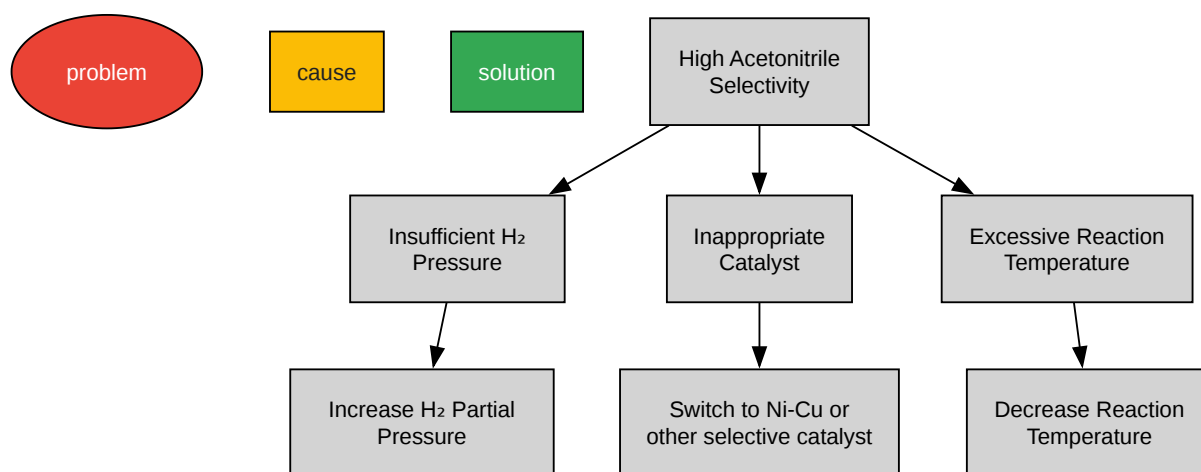 problem
cause
solution
High Acetonitrile
Selectivity
Insufficient H₂
Pressure
Inappropriate
Catalyst
Excessive Reaction
Temperature
Increase H₂ Partial
Pressure
Switch to Ni-Cu or
other selective catalyst
Decrease Reaction
Temperature